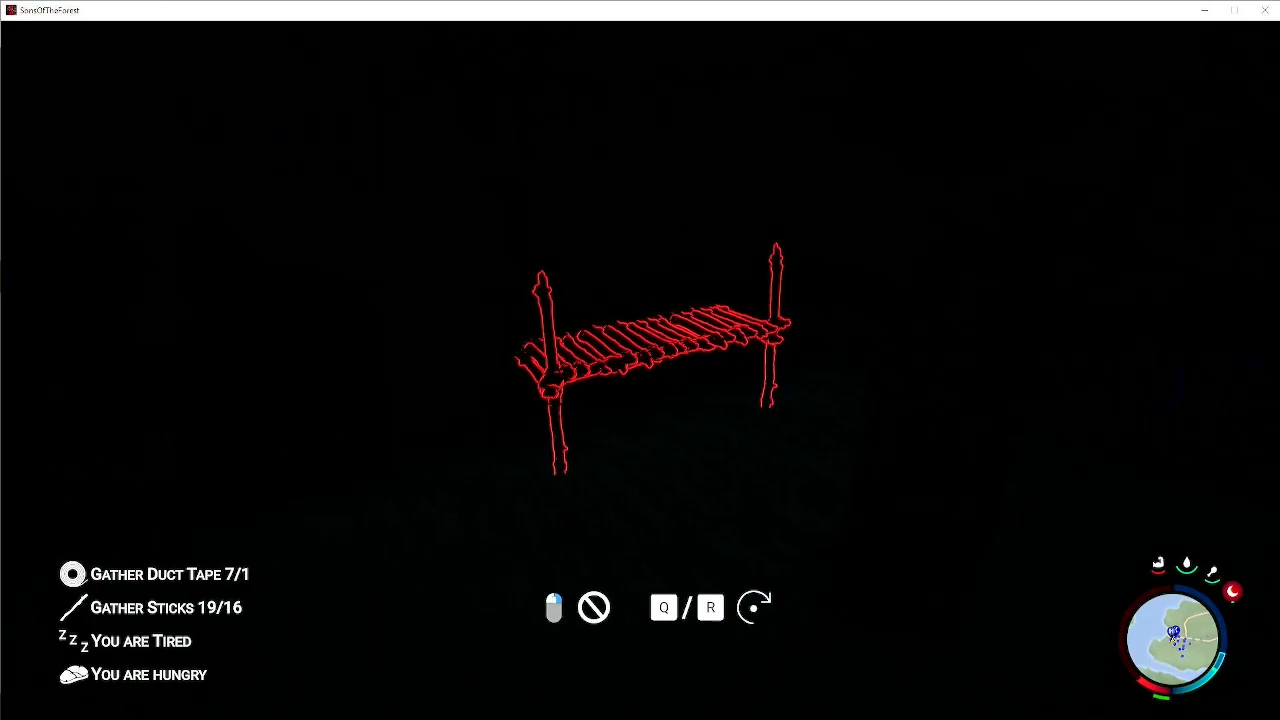 SonsOfTheForest
Gather Duct Tape 7/1
Gather Sticks 19/16
Z Z Z You are Tired
You are hungry
Q / R